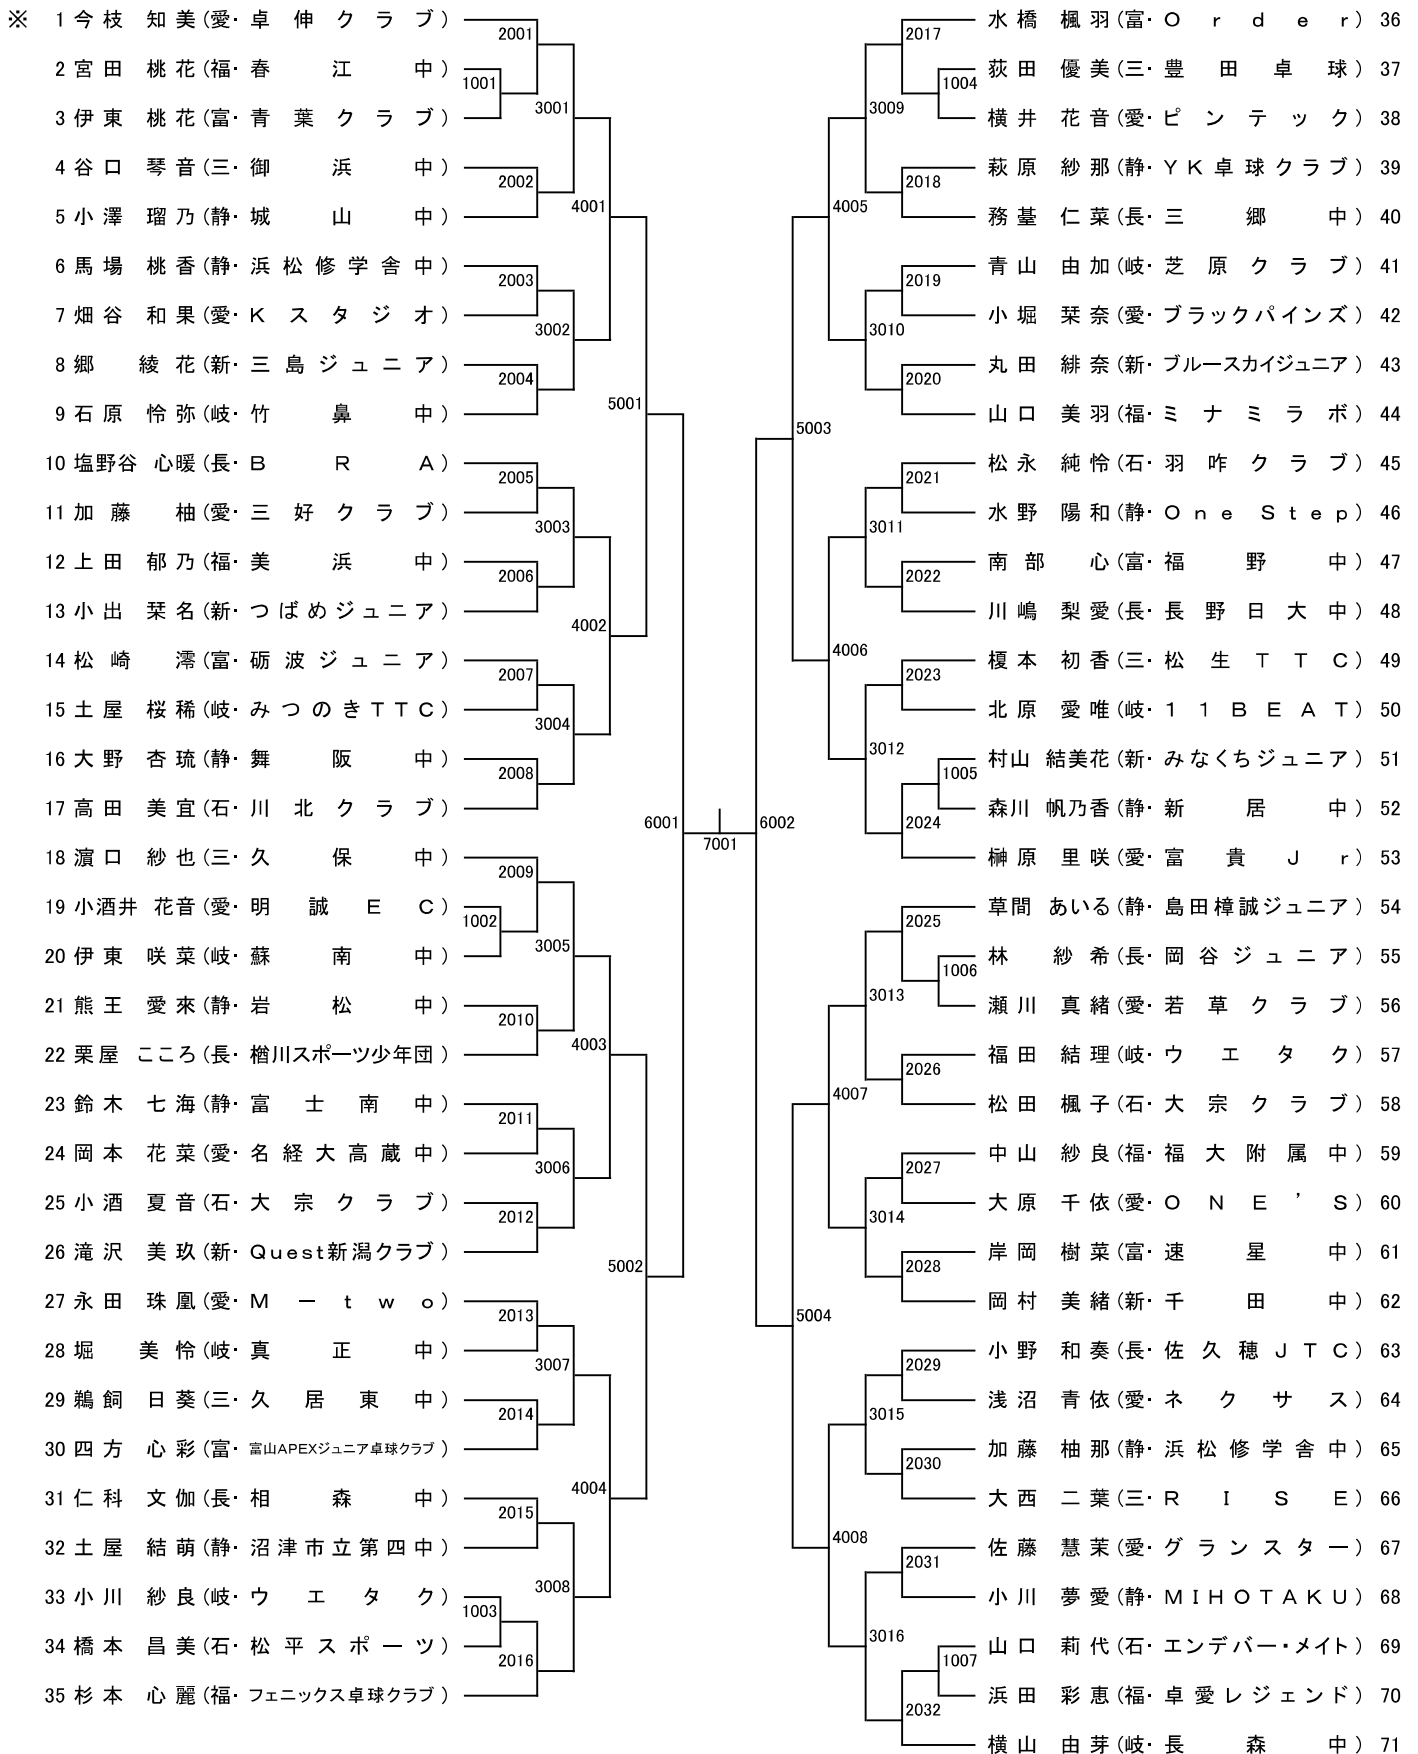 ※ 1 今枝 知美 (愛・卓伸クラブ)
2 宮田 桃花 (福・春江中)
3 伊東 桃花 (富・青葉クラブ)
4 谷口 琴音 (三・御浜中)
5 小澤 瑠乃 (静・城山中)
6 馬場 桃香 (静・浜松修学舎中)
7 畑谷 和果 (愛・Kスタジオ)
8 郷 綾花 (新・三島ジュニア)
9 石原 怜弥 (岐・竹鼻中)
10 塩野谷 心暖 (長・BRA)
11 加藤 柚 (愛・三好クラブ)
12 上田 郁乃 (福・美浜中)
13 小出 栞名 (新・つばめジュニア)
14 松崎 澪 (富・砺波ジュニア)
15 土屋 桜稀 (岐・みつのきTTC)
16 大野 杏琉 (静・舞阪中)
17 高田 美宜 (石・川北クラブ)
18 濵口 紗也 (三・久保中)
19 小酒井 花音 (愛・明誠EC)
20 伊東 咲菜 (岐・蘇南中)
21 熊王 愛來 (静・岩松中)
22 栗屋 こころ (長・楢川スポーツ少年団)
23 鈴木 七海 (静・富士南中)
24 岡本 花菜 (愛・名経大高蔵中)
25 小酒 夏音 (石・大宗クラブ)
26 滝沢 美玖 (新・Quest新潟クラブ)
27 永田 珠凰 (愛・M－two)
28 堀 美怜 (岐・真正中)
29 鵜飼 日葵 (三・久居東中)
30 四方 心彩 (富・富山APEXジュニア卓球クラブ)
31 仁科 文伽 (長・相森中)
32 土屋 結萌 (静・沼津市立第四中)
33 小川 紗良 (岐・ウエタク)
34 橋本 昌美 (石・松平スポーツ)
35 杉本 心麗 (福・フェニックス卓球クラブ)
1001
1002
1003
2001
2002
2003
2004
2005
2006
2007
2008
2009
2010
2011
2012
2013
2014
2015
2016
3001
3002
3003
3004
3005
3006
3007
3008
4001
4002
4003
4004
5001
5002
6001
7001
6002
5003
5004
4005
4006
4007
4008
3009
3010
3011
3012
3013
3014
3015
3016
2017
2018
2019
2020
2021
2022
2023
2024
2025
2026
2027
2028
2029
2030
2031
2032
1004
1005
1006
1007
水橋 楓羽 (富・Order) 36
荻田 優美 (三・豊田卓球) 37
横井 花音 (愛・ピンテック) 38
萩原 紗那 (静・YK卓球クラブ) 39
務䑓 仁菜 (長・三郷中) 40
青山 由加 (岐・芝原クラブ) 41
小堀 栞奈 (愛・ブラックパインズ) 42
丸田 緋奈 (新・ブルースカイジュニア) 43
山口 美羽 (福・ミナミラボ) 44
松永 純怜 (石・羽咋クラブ) 45
水野 陽和 (静・One Step) 46
南部 心 (富・福野中) 47
川嶋 梨愛 (長・長野日大中) 48
榎本 初香 (三・松生TTC) 49
北原 愛唯 (岐・11BEAT) 50
村山 結美花 (新・みなくちジュニア) 51
森川 帆乃香 (静・新居中) 52
榊原 里咲 (愛・富貴Jr) 53
草間 あいる (静・島田樟誠ジュニア) 54
林 紗希 (長・岡谷ジュニア) 55
瀬川 真緒 (愛・若草クラブ) 56
福田 結理 (岐・ウエタク) 57
松田 楓子 (石・大宗クラブ) 58
中山 紗良 (福・福大附属中) 59
大原 千依 (愛・ONE'S) 60
岸岡 樹菜 (富・速星中) 61
岡村 美緒 (新・千田中) 62
小野 和奏 (長・佐久穂JTC) 63
浅沼 青依 (愛・ネクサス) 64
加藤 柚那 (静・浜松修学舎中) 65
大西 二葉 (三・RISE) 66
佐藤 慧茉 (愛・グランスター) 67
小川 夢愛 (静・MIHOTAKU) 68
山口 莉代 (石・エンデバー・メイト) 69
浜田 彩恵 (福・卓愛レジェンド) 70
横山 由芽 (岐・長森中) 71